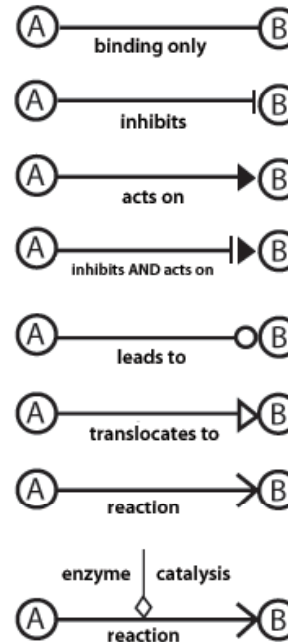 A B
binding only
A B
inhibits
A B
acts on
A B
inhibits AND acts on
A B
leads to
A B
translocates to
A B
reaction
enzyme catalysis
A B
reaction